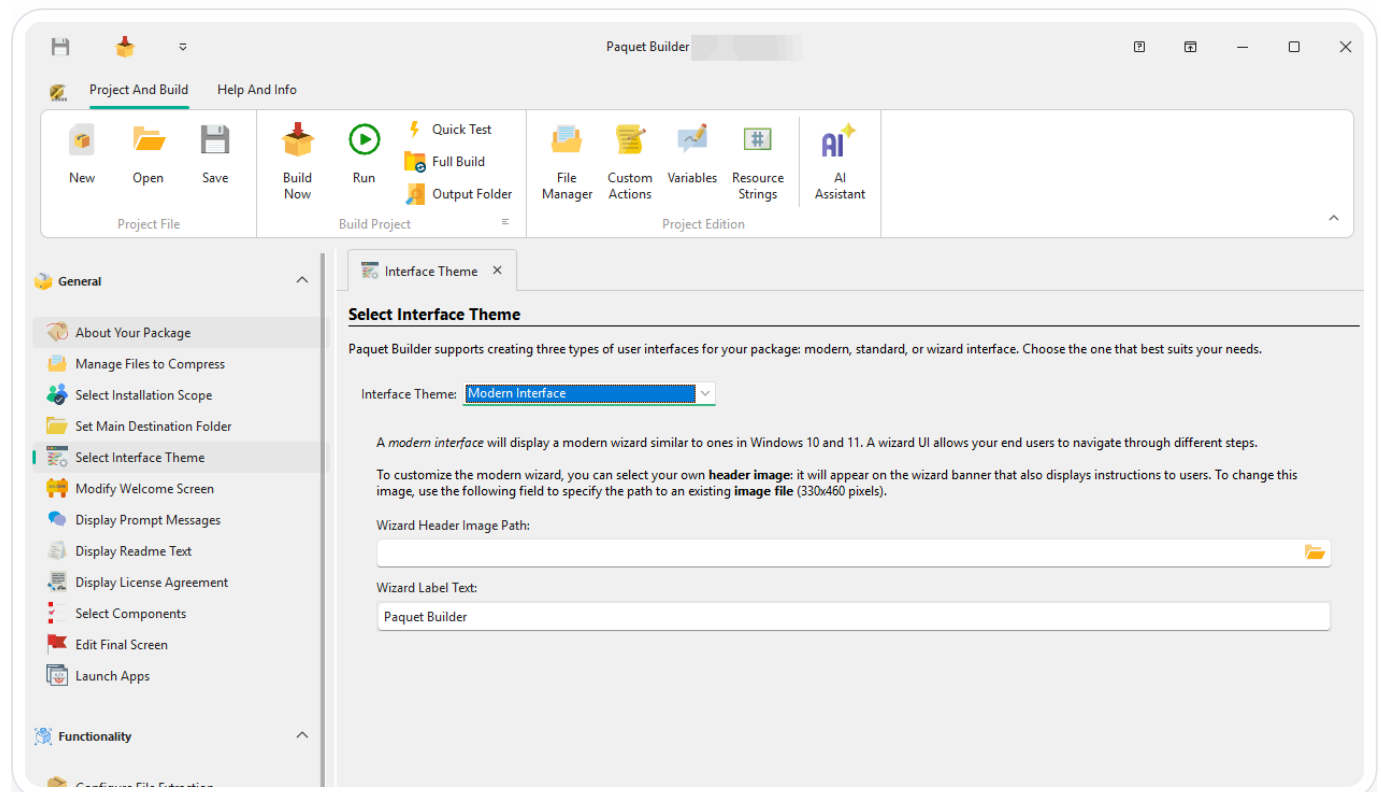 Paquet Builder
Project And Build
Help And Info
New
Open
Save
Project File
Build Now
Run
Quick Test
Full Build
Output Folder
Build Project
File Manager
Custom Actions
Variables
Resource Strings
AI Assistant
Project Edition
General
About Your Package
Manage Files to Compress
Select Installation Scope
Set Main Destination Folder
Select Interface Theme
Modify Welcome Screen
Display Prompt Messages
Display Readme Text
Display License Agreement
Select Components
Edit Final Screen
Launch Apps
Functionality
Configure File Extraction
Interface Theme
Select Interface Theme
Paquet Builder supports creating three types of user interfaces for your package: modern, standard, or wizard interface. Choose the one that best suits your needs.
Interface Theme: Modern Interface
A modern interface will display a modern wizard similar to ones in Windows 10 and 11. A wizard UI allows your end users to navigate through different steps.
To customize the modern wizard, you can select your own header image: it will appear on the wizard banner that also displays instructions to users. To change this
image, use the following field to specify the path to an existing image file (330x460 pixels).
Wizard Header Image Path:
Wizard Label Text:
Paquet Builder